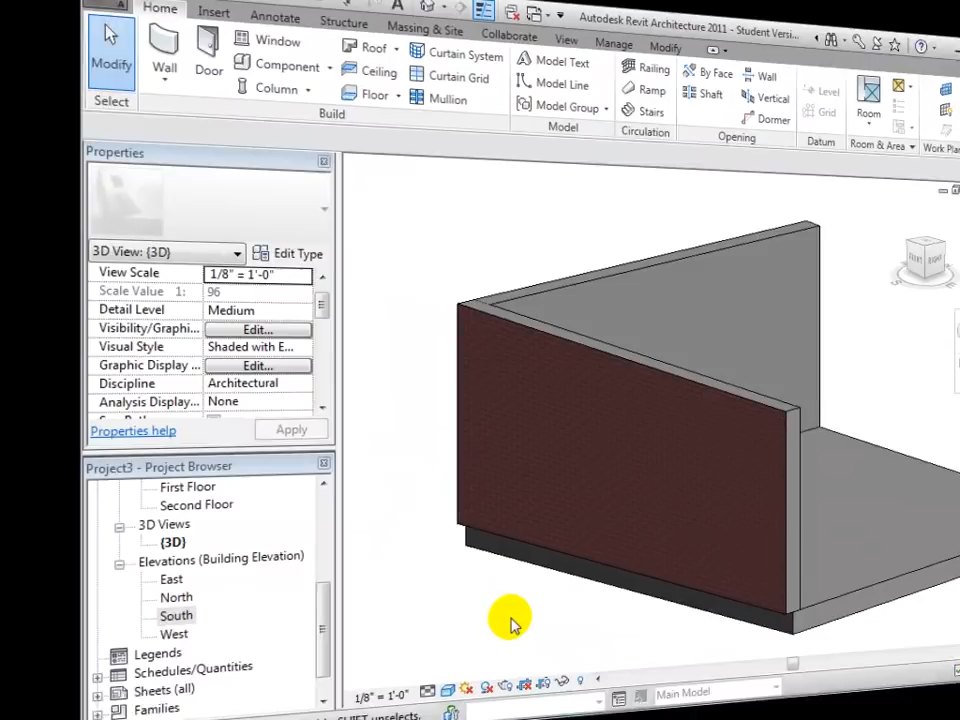 Autodesk Revit Architecture 2011 - Student Versi...
Home Insert Annotate Structure Massing & Site Collaborate View Manage Modify
Modify
Wall
Door
Window
Component
Column
Roof
Ceiling
Floor
Curtain System
Curtain Grid
Mullion
Model Text
Model Line
Model Group
Railing
Ramp
Stairs
By Face
Shaft
Wall
Vertical
Dormer
Level
Grid
Room
Select
Build
Model
Circulation
Opening
Datum
Room & Area
Work Pla
Properties
3D View: {3D}
Edit Type
View Scale 1/8" = 1'-0"
Scale Value 1: 96
Detail Level Medium
Visibility/Graphi... Edit...
Visual Style Shaded with E...
Graphic Display ... Edit...
Discipline Architectural
Analysis Display... None
Properties help
Apply
Project3 - Project Browser
First Floor
Second Floor
3D Views
{3D}
Elevations (Building Elevation)
East
North
South
West
Legends
Schedules/Quantities
Sheets (all)
Families
1/8" = 1'-0"
Main Model
SHIFT unselects.